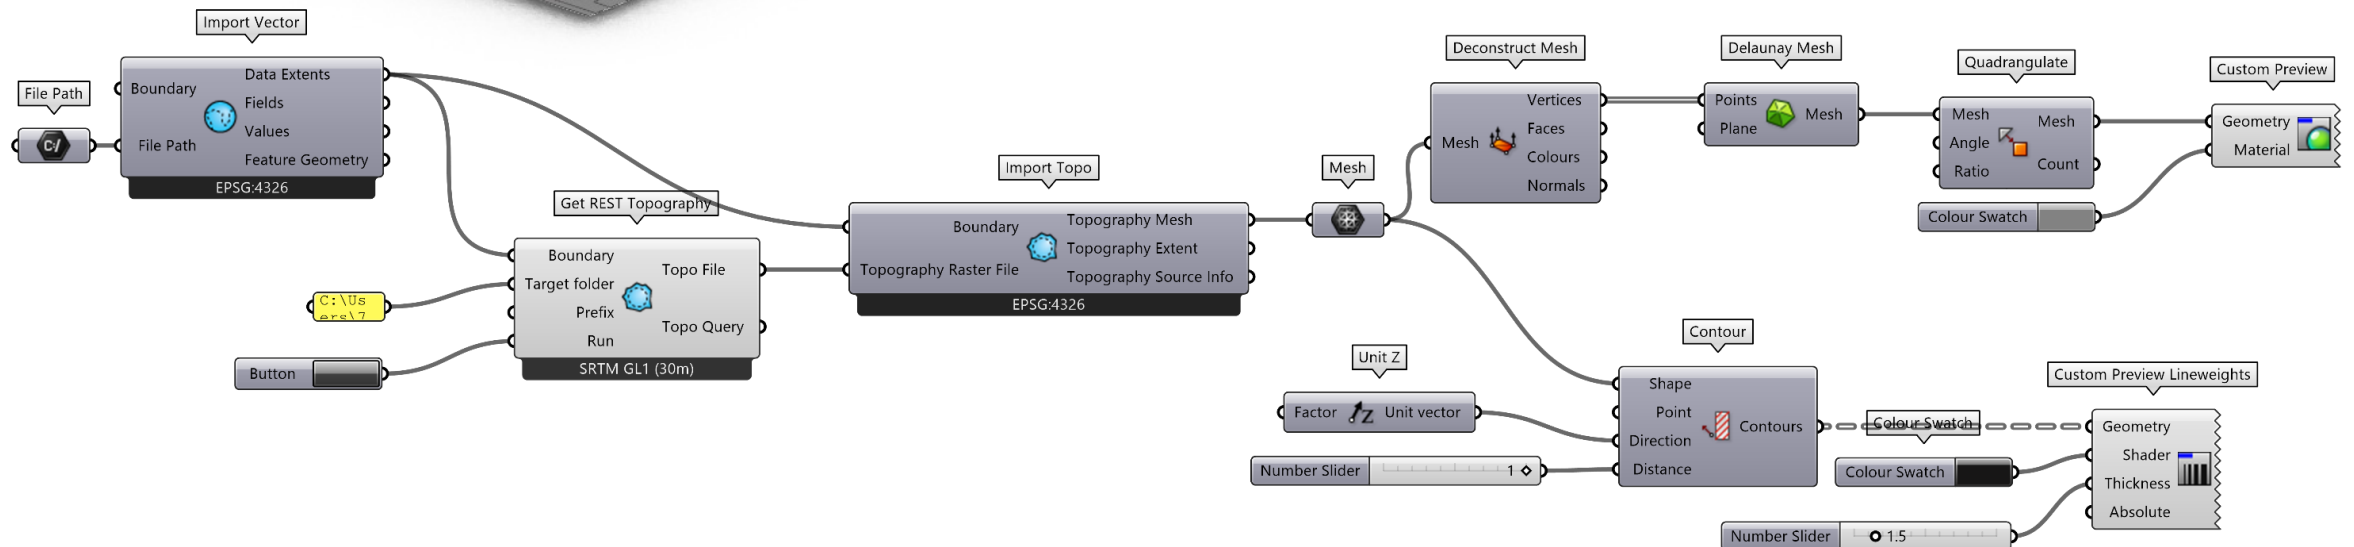 Import Vector
File Path
C:/
Boundary
File Path
Data Extents
Fields
Values
Feature Geometry
EPSG:4326
Get REST Topography
C:\Us
ers\7
Button
Boundary
Target folder
Prefix
Run
Topo File
Topo Query
SRTM GL1 (30m)
Import Topo
Boundary
Topography Raster File
Topography Mesh
Topography Extent
Topography Source Info
EPSG:4326
Mesh
Deconstruct Mesh
Mesh
Vertices
Faces
Colours
Normals
Delaunay Mesh
Points
Plane
Mesh
Quadrangulate
Mesh
Angle
Ratio
Mesh
Count
Colour Swatch
Custom Preview
Geometry
Material
Unit Z
Factor
Z
Unit vector
Number Slider
1
Contour
Shape
Point
Direction
Distance
Contours
Colour Swatch
Colour Swatch
Number Slider
1.5
Custom Preview Lineweights
Geometry
Shader
Thickness
Absolute